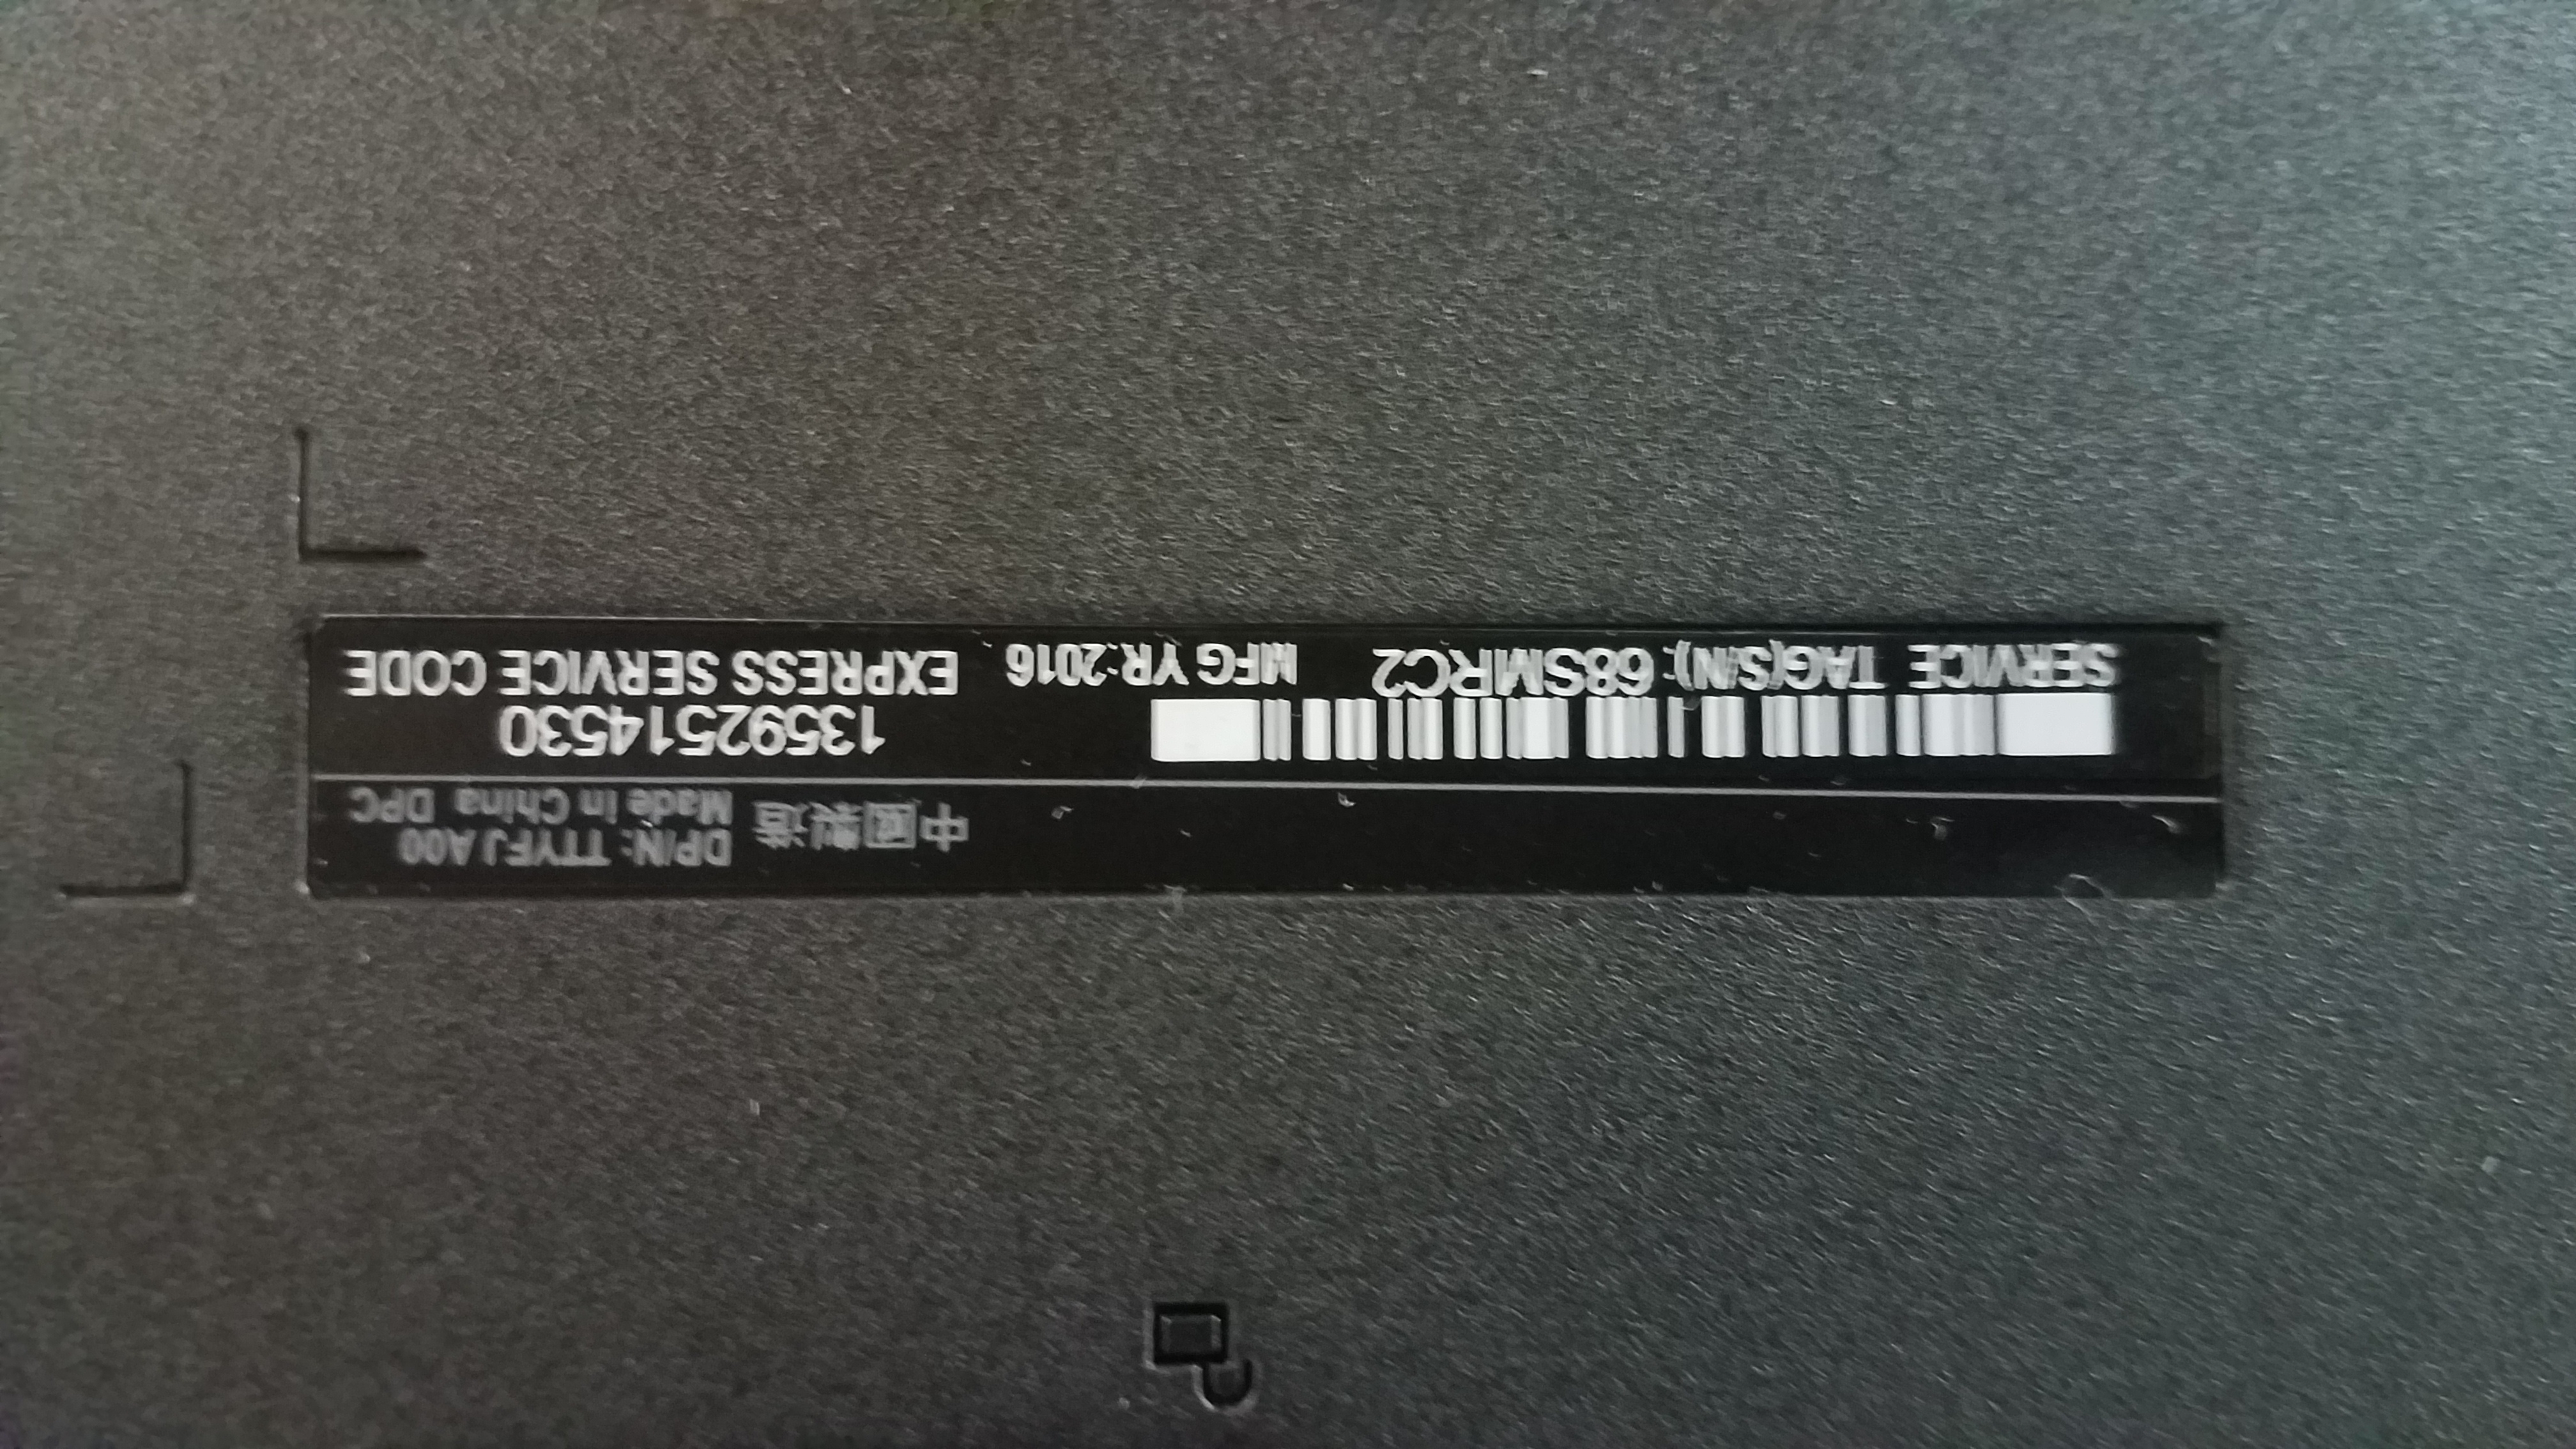 SERVICE TAG(S/N): 68SMRC2 MFG YR:2016 EXPRESS SERVICE CODE
13592514530
中國製造 Made in China DPC
DP/N: TTYFJ A00